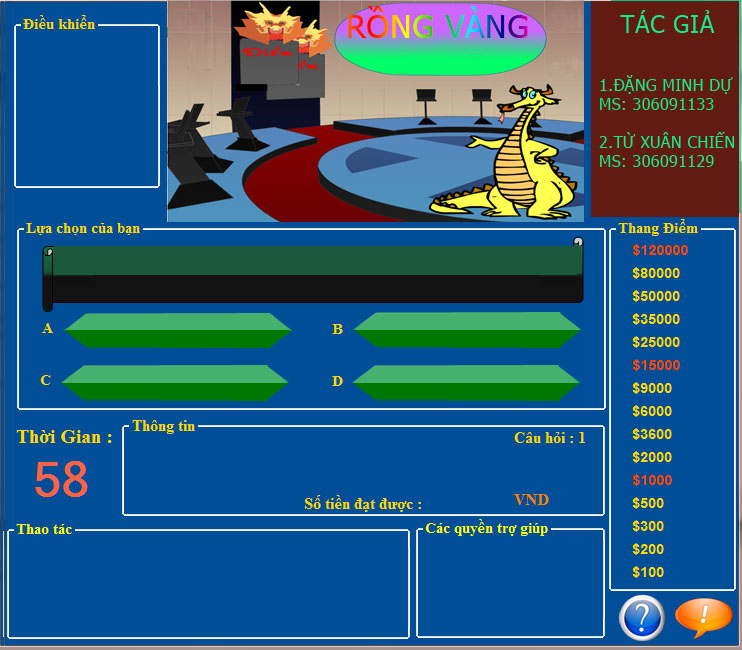 Điều khiển
RỒNG VÀNG
TÁC GIẢ
1.ĐẶNG MINH DỰ
MS: 306091133
2.TỪ XUÂN CHIẾN
MS: 306091129
Lựa chọn của bạn
A
B
C
D
Thang Điểm
$120000
$80000
$50000
$35000
$25000
$15000
$9000
$6000
$3600
$2000
$1000
$500
$300
$200
$100
Thời Gian :
58
Thông tin
Câu hỏi : 1
Số tiền đạt được :
VND
Thao tác
Các quyền trợ giúp
?
!